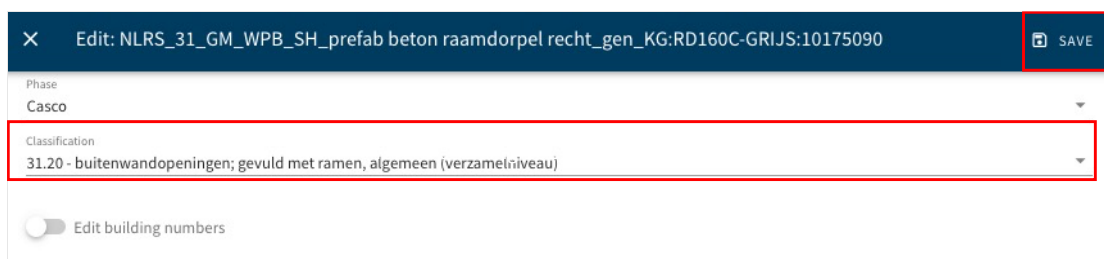 Edit: NLRS_31_GM_WPB_SH_prefab beton raamdorpel recht_gen_KG:RD160C-GRIJS:10175090
SAVE
Phase
Casco
Classification
31.20 - buitenwandopeningen; gevuld met ramen, algemeen (verzamelniveau)
Edit building numbers